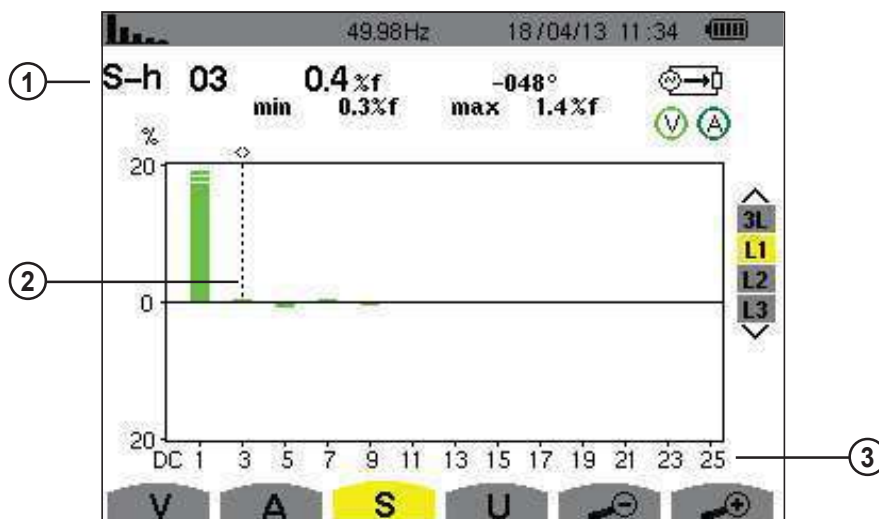 49.98Hz 18/04/13 11:34
1
S-h 03 0.4 %f -048°
min 0.3%f max 1.4%f
V A
%
20
3L
L1
2
L2
0
L3
20
DC 1 3 5 7 9 11 13 15 17 19 21 23 25
3
V A S U